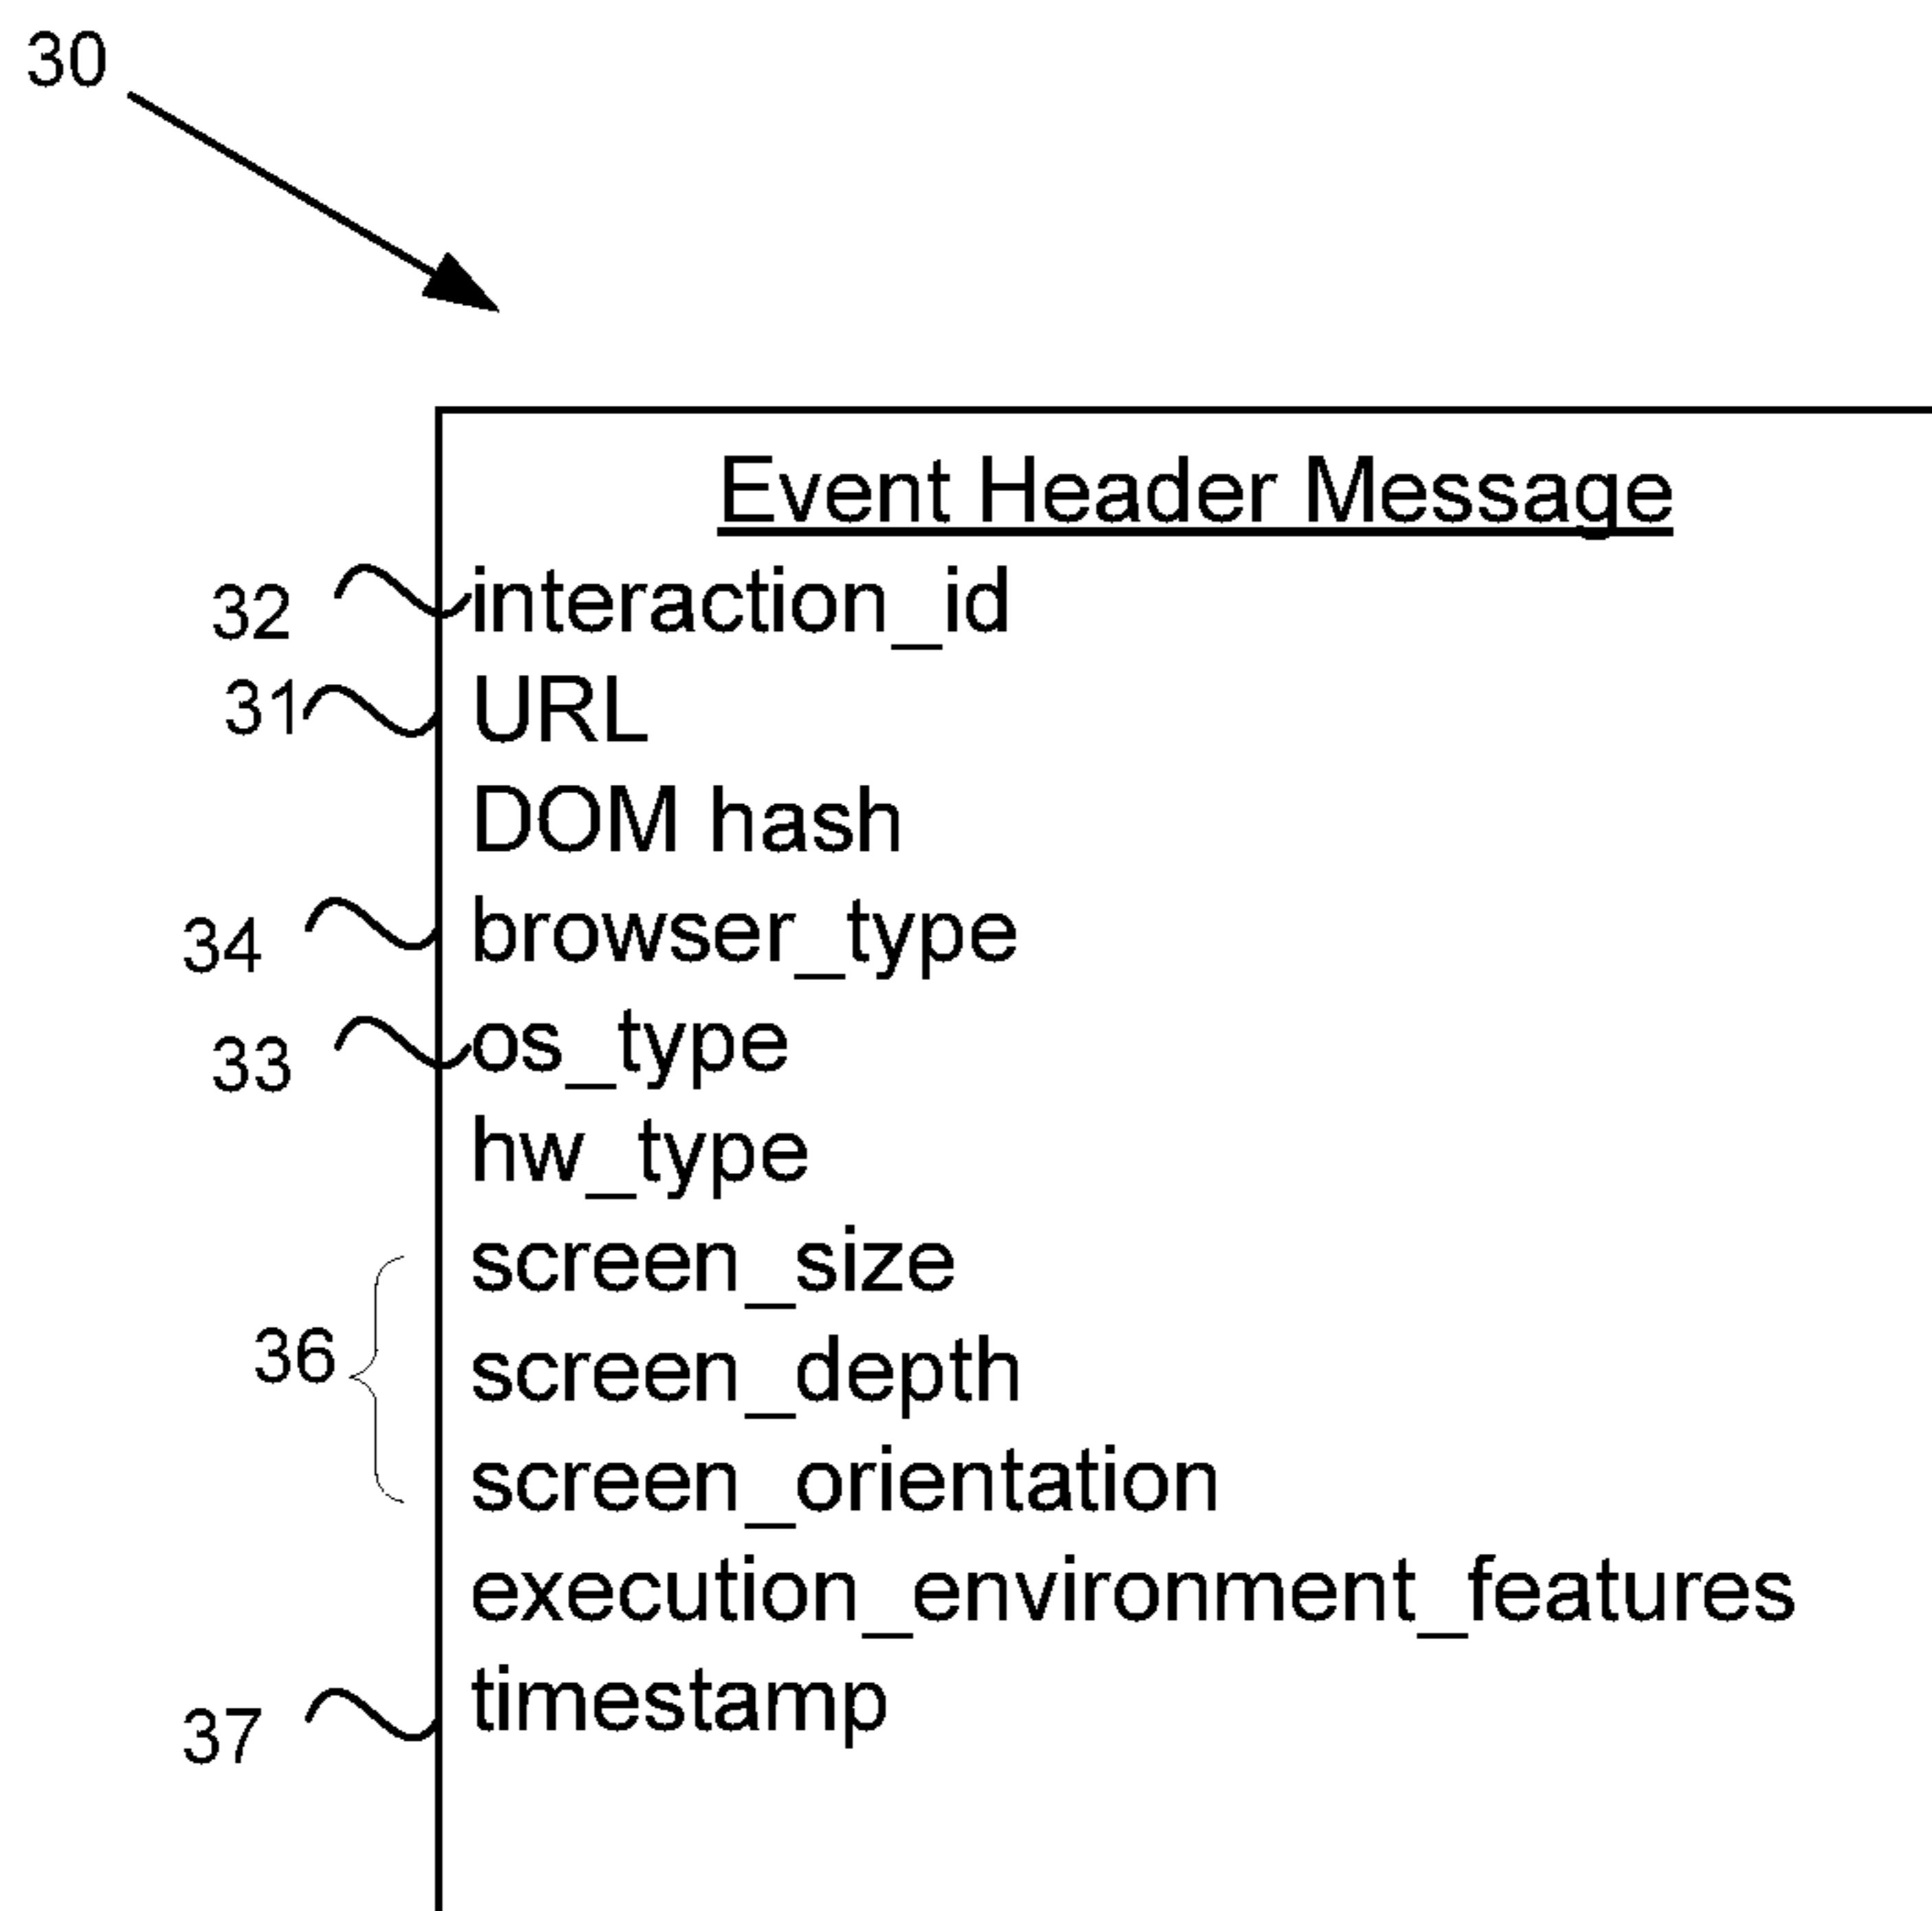 30
Event Header Message
32 interaction_id
31 URL
DOM hash
34 browser_type
33 os_type
hw_type
screen_size
36 screen_depth
screen_orientation
execution_environment_features
37 timestamp